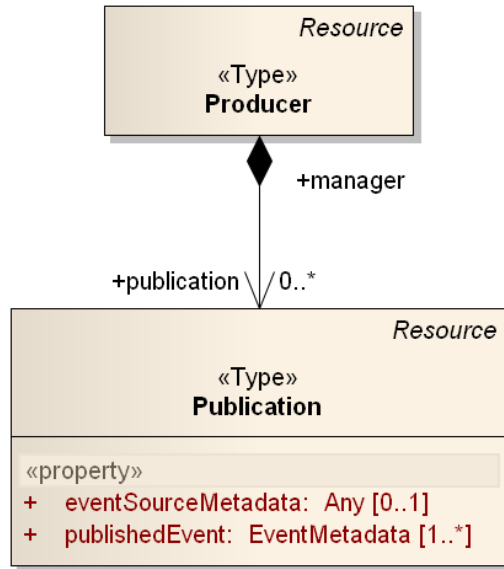 Resource
«Type»
Producer
+manager
+publication 0..*
Resource
«Type»
Publication
«property»
+ eventSourceMetadata: Any [0..1]
+ publishedEvent: EventMetadata [1..*]